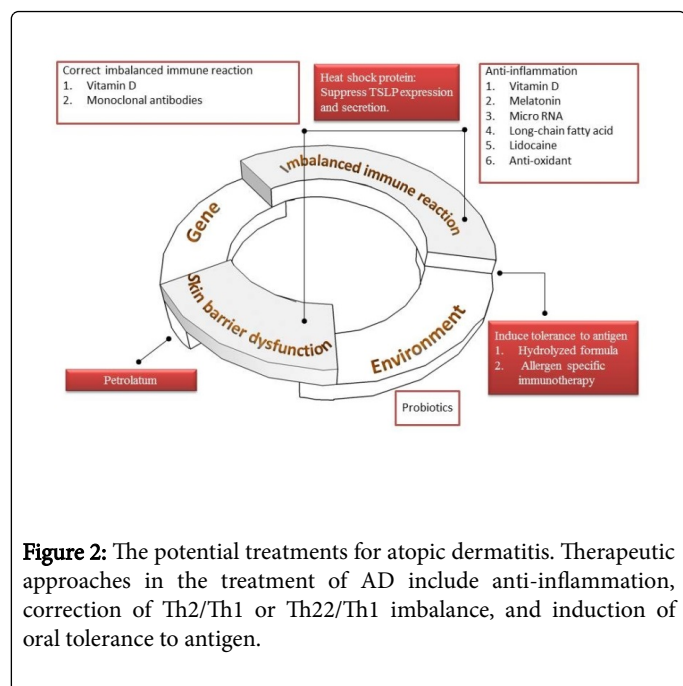 Correct imbalanced immune reaction
1. Vitamin D
2. Monoclonal antibodies
Heat shock protein:
Suppress TSLP expression
and secretion.
Anti-inflammation
1. Vitamin D
2. Melatonin
3. Micro RNA
4. Long-chain fatty acid
5. Lidocaine
6. Anti-oxidant
Imbalanced immune reaction
Gene
Skin barrier dysfunction
Environment
Induce tolerance to antigen
1. Hydrolyzed formula
2. Allergen specific
immunotherapy
Petrolatum
Probiotics
Figure 2: The potential treatments for atopic dermatitis. Therapeutic
approaches in the treatment of AD include anti-inflammation,
correction of Th2/Th1 or Th22/Th1 imbalance, and induction of
oral tolerance to antigen.